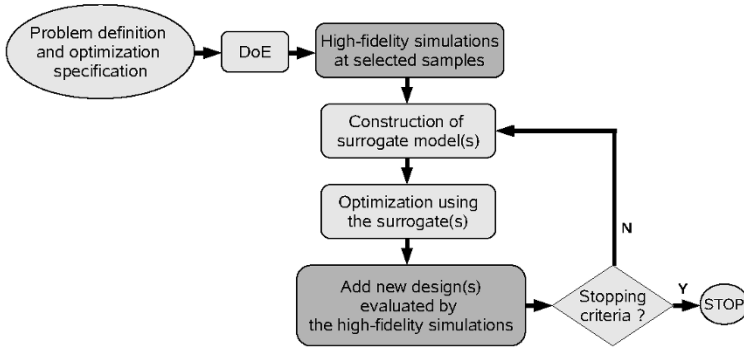 Problem definition
and optimization
specification
DoE
High-fidelity simulations
at selected samples
Construction of
surrogate model(s)
Optimization using
the surrogate(s)
N
Add new design(s)
evaluated by
the high-fidelity simulations
Stopping
criteria ?
Y
STOP